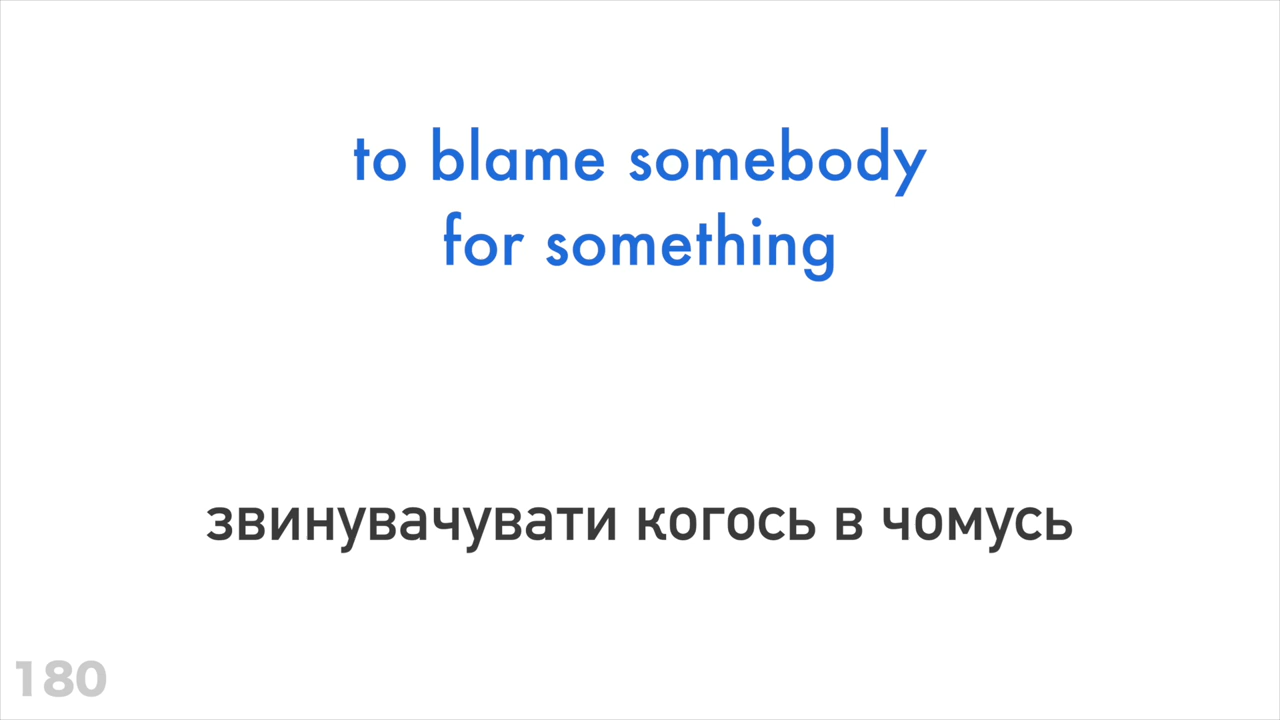 to blame somebody
for something
звинувачувати когось в чомусь
180